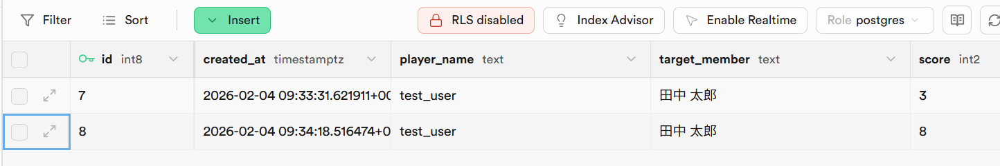 Filter Sort Insert RLS disabled Index Advisor Enable Realtime Role postgres
id int8 created_at timestamptz player_name text target_member text score int2
7 2026-02-04 09:33:31.621911+00 test_user 田中 太郎 3
8 2026-02-04 09:34:18.516474+0 test_user 田中 太郎 8